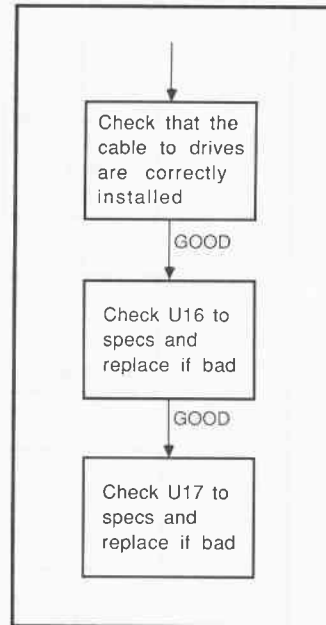 Check that the
cable to drives
are correctly
installed
GOOD
Check U16 to
specs and
replace if bad
GOOD
Check U17 to
specs and
replace if bad